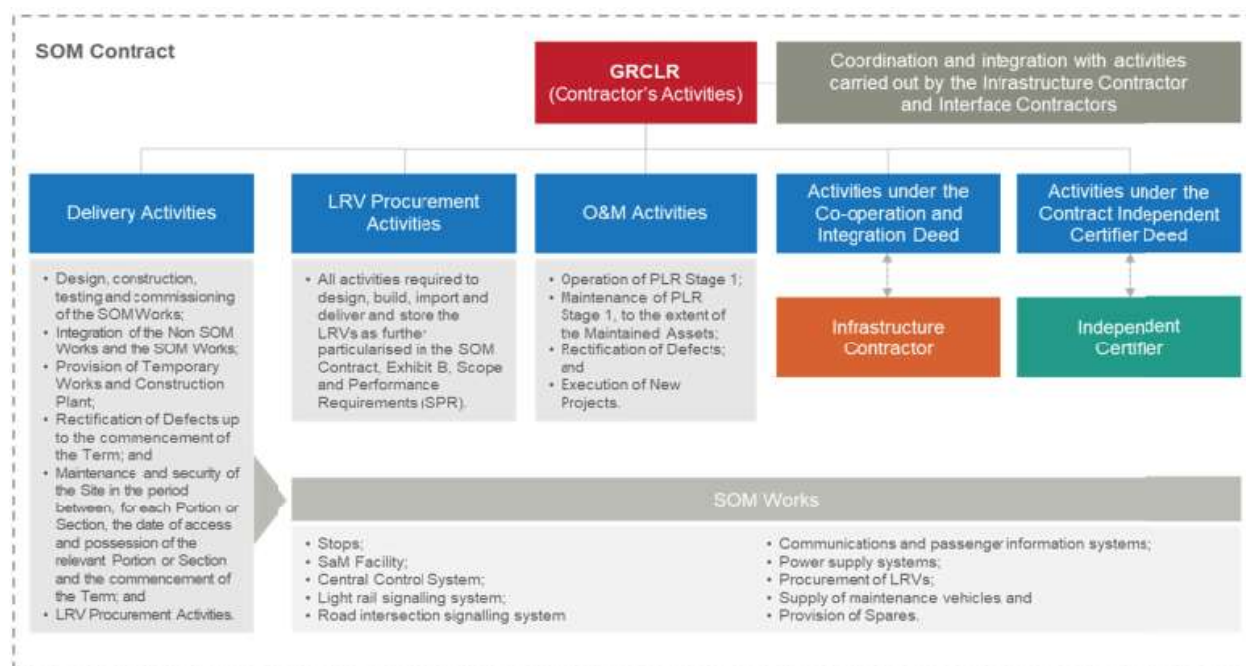 SOM Contract
GRCLR
(Contractor's Activities)
Coordination and integration with activities
carried out by the Infrastructure Contractor
and Interface Contractors
Delivery Activities
LRV Procurement
Activities
O&M Activities
Activities under the
Co-operation and
Integration Deed
Activities under the
Contract Independent
Certifier Deed
• Design, construction,
testing and commissioning
of the SOM Works;
• Integration of the Non SOM
Works and the SOM Works;
• Provision of Temporary
Works and Construction
Plant;
• Rectification of Defects up
to the commencement of
the Term; and
• Maintenance and security of
the Site in the period
between, for each Portion or
Section, the date of access
and possession of the
relevant Portion or Section
and the commencement of
the Term; and
• LRV Procurement Activities.
• All activities required to
design, build, import and
deliver and store the
LRVs as further
particularised in the SOM
Contract, Exhibit B, Scope
and Performance
Requirements (SPR).
• Operation of PLR Stage 1;
• Maintenance of PLR
Stage 1, to the extent of
the Maintained Assets;
• Rectification of Defects;
and
• Execution of New
Projects.
Infrastructure
Contractor
Independent
Certifier
SOM Works
• Stops;
• SaM Facility;
• Central Control System;
• Light rail signalling system;
• Road intersection signalling system
• Communications and passenger information systems;
• Power supply systems;
• Procurement of LRVs;
• Supply of maintenance vehicles and
• Provision of Spares.